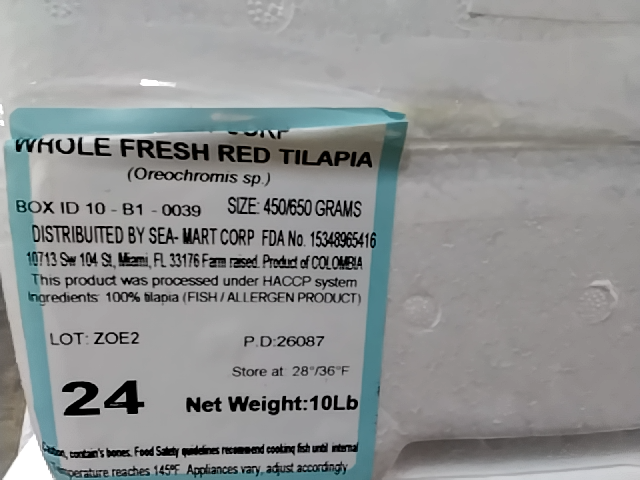 CORP
WHOLE FRESH RED TILAPIA
(Oreochromis sp.)
BOX ID 10 - B1 - 0039 SIZE: 450/650 GRAMS
DISTRIBUITED BY SEA- MART CORP FDA No. 15348965416
10713 Sw 104 St, Miami, FL 33176 Farm raised. Product of COLOMBIA
This product was processed under HACCP system
Ingredients: 100% tilapia (FISH / ALLERGEN PRODUCT)
LOT: ZOE2 P.D:26087
Store at: 28°/36°F
24 Net Weight:10Lb
Caution, contain's bones. Food Safety guidelines recommend cooking fish until internal
Temperature reaches 145°F. Appliances vary, adjust accordingly